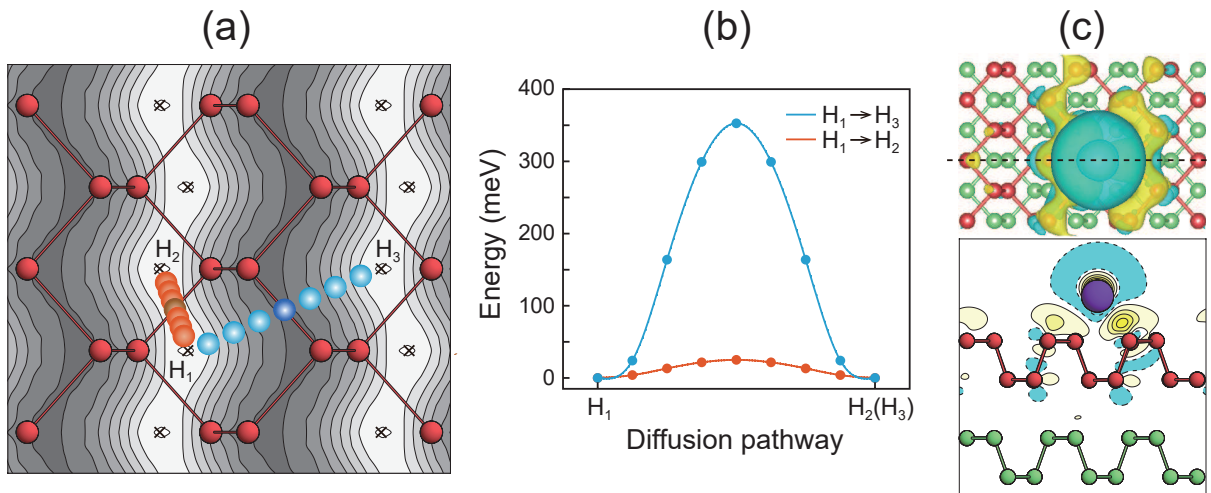 (a)
H₂
H₃
H₁
(b)
400
300
200
100
0
Energy (meV)
H₁→H₃
H₁→H₂
H₁
H₂(H₃)
Diffusion pathway
(c)